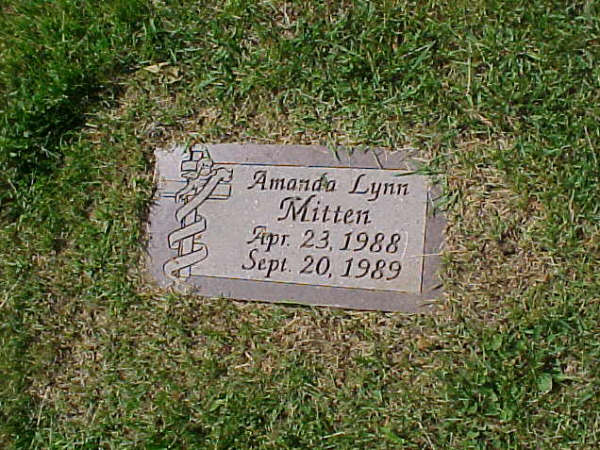 Amanda Lynn
Mitten
Apr. 23, 1988
Sept. 20, 1989